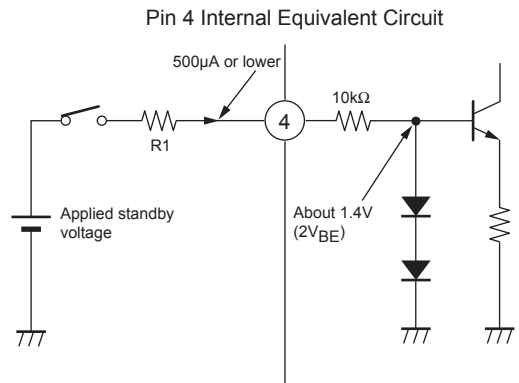 Pin 4 Internal Equivalent Circuit
500µA or lower
10kΩ
4
R1
Applied standby
voltage
About 1.4V
(2VBE)